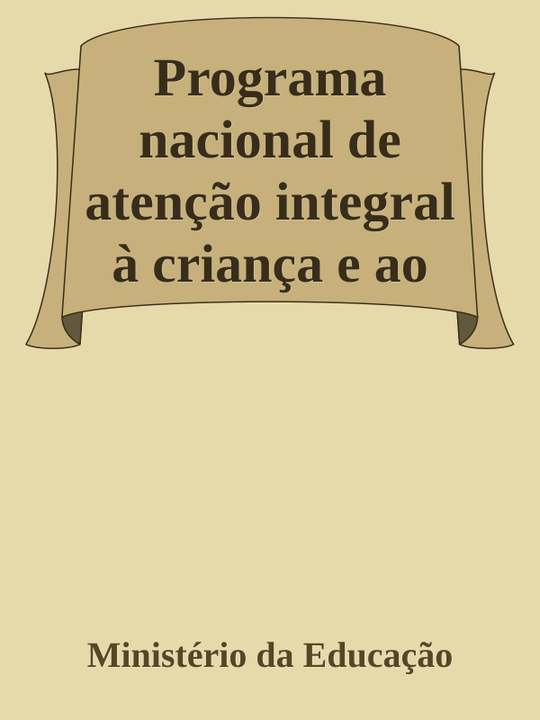 Programa
nacional de
atenção integral
à criança e ao
Ministério da Educação